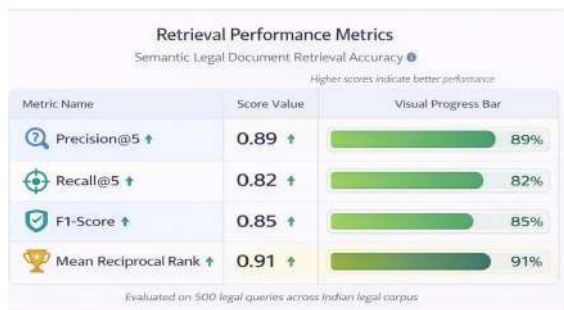 Retrieval Performance Metrics
Semantic Legal Document Retrieval Accuracy
Higher scores indicate better performance
Metric Name Score Value Visual Progress Bar
Precision@5 ↑ 0.89 ↑ 89%
Recall@5 ↑ 0.82 ↑ 82%
F1-Score ↑ 0.85 ↑ 85%
Mean Reciprocal Rank ↑ 0.91 ↑ 91%
Evaluated on 500 legal queries across Indian legal corpus